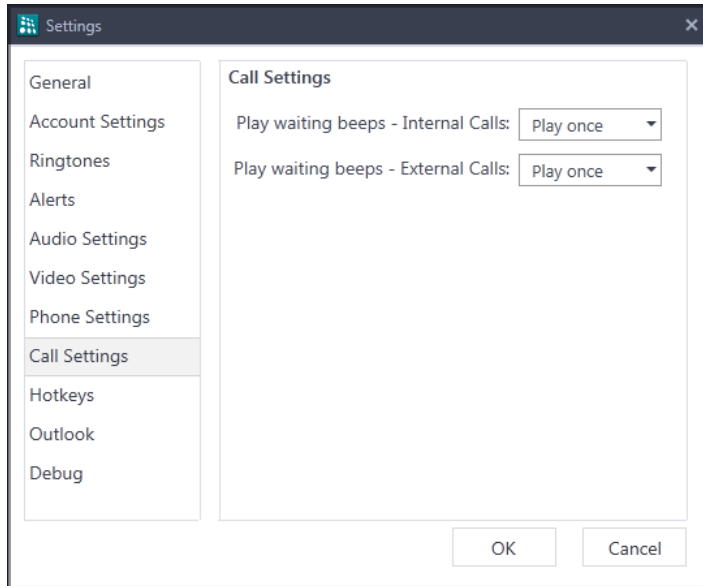 Settings
General
Account Settings
Ringtones
Alerts
Audio Settings
Video Settings
Phone Settings
Call Settings
Hotkeys
Outlook
Debug
Call Settings
Play waiting beeps - Internal Calls: Play once
Play waiting beeps - External Calls: Play once
OK Cancel